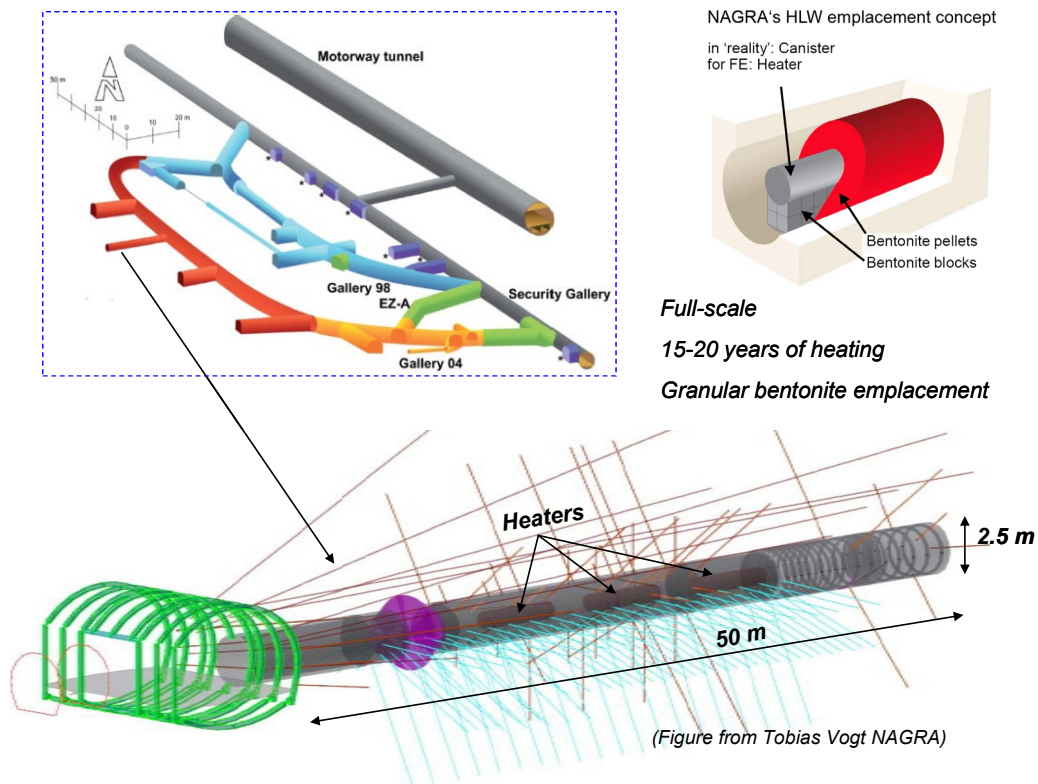 Motorway tunnel
N
50 m
20
10
0
10
20 m
*
*
*
*
*
*
Gallery 98
EZ-A
Security Gallery
Gallery 04
*
NAGRA‘s HLW emplacement concept
in ‘reality’: Canister
for FE: Heater
Bentonite pellets
Bentonite blocks
Full-scale
15-20 years of heating
Granular bentonite emplacement
Heaters
2.5 m
50 m
(Figure from Tobias Vogt NAGRA)